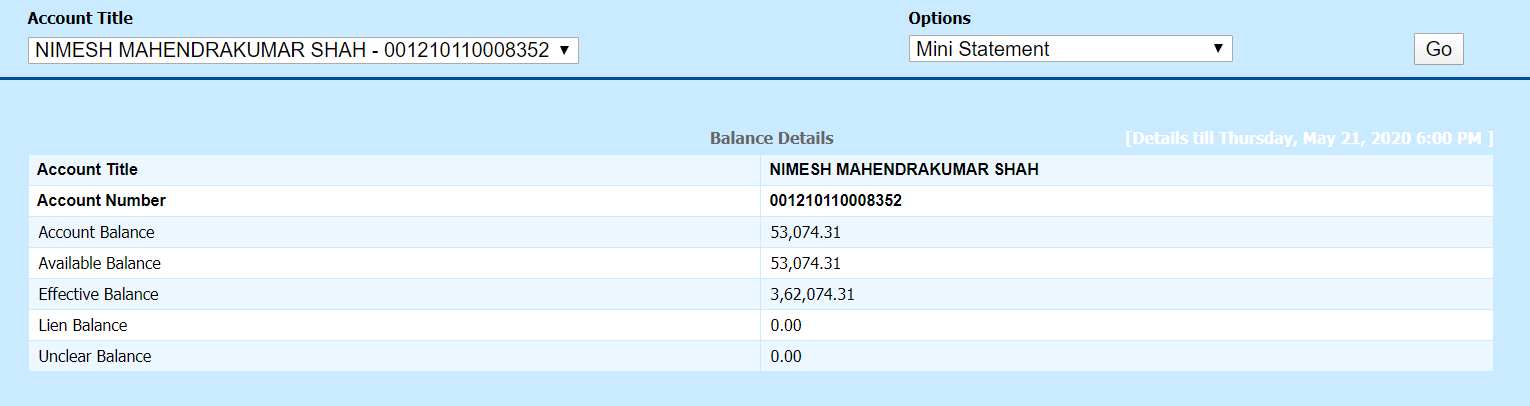 Account Title Options
NIMESH MAHENDRAKUMAR SHAH - 001210110008352 Mini Statement Go
Balance Details [Details till Thursday, May 21, 2020 6:00 PM ]
Account Title NIMESH MAHENDRAKUMAR SHAH
Account Number 001210110008352
Account Balance 53,074.31
Available Balance 53,074.31
Effective Balance 3,62,074.31
Lien Balance 0.00
Unclear Balance 0.00